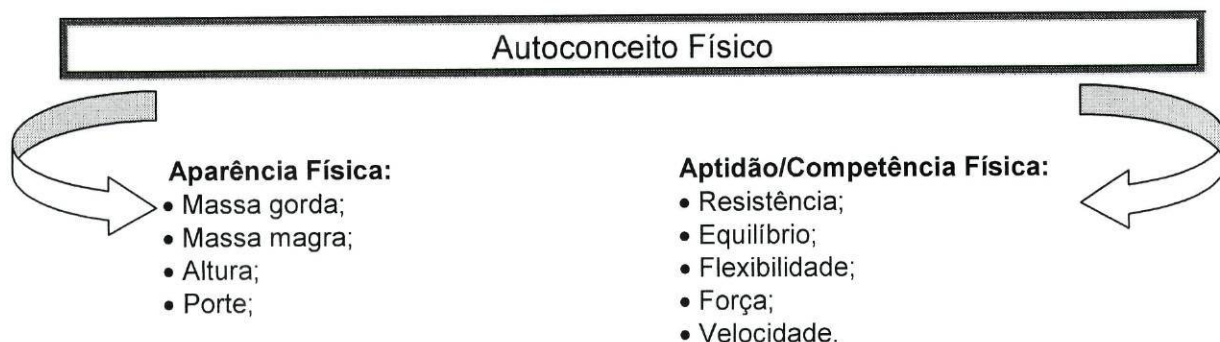 Autoconceito Físico
Aparência Física:
• Massa gorda;
• Massa magra;
• Altura;
• Porte;
Aptidão/Competência Física:
• Resistência;
• Equilíbrio;
• Flexibilidade;
• Força;
• Velocidade.